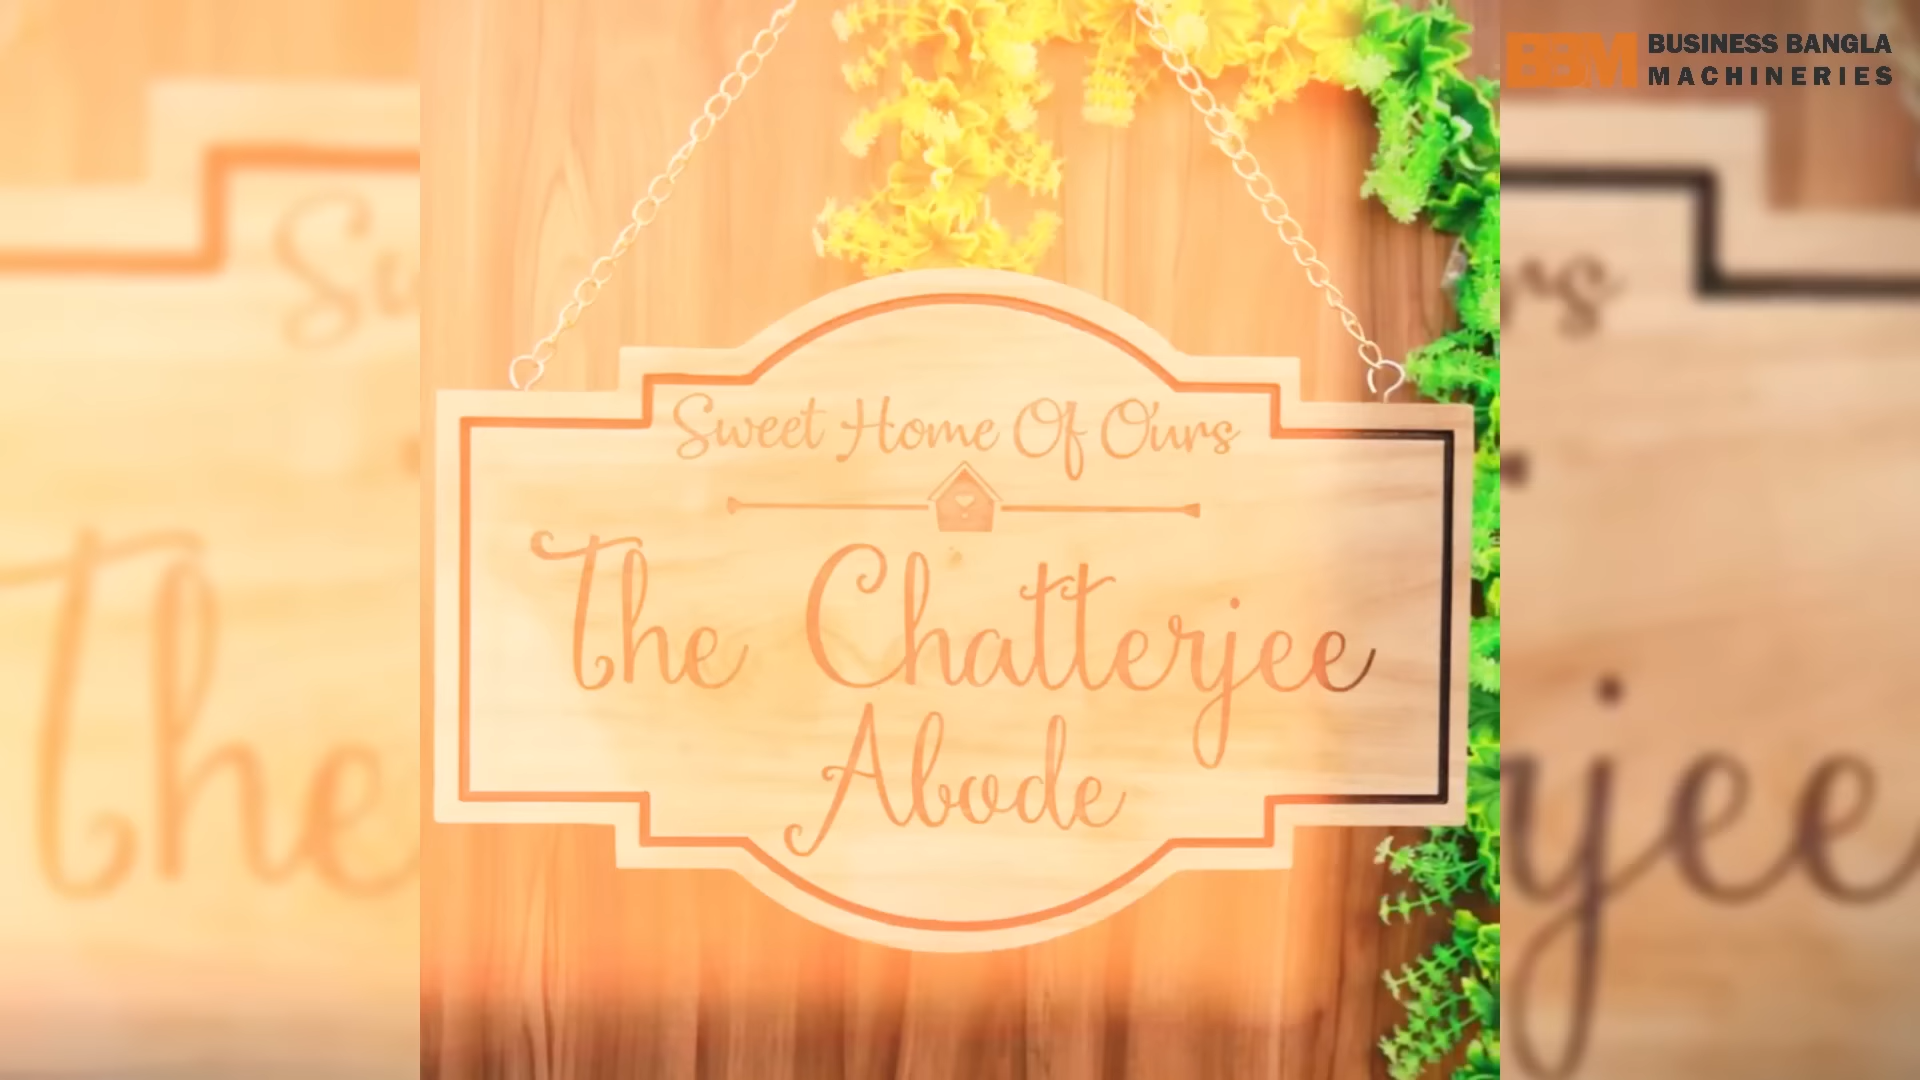 BBM BUSINESS BANGLA
MACHINERIES
Sweet Home Of Ours
The Chatterjee
Abode